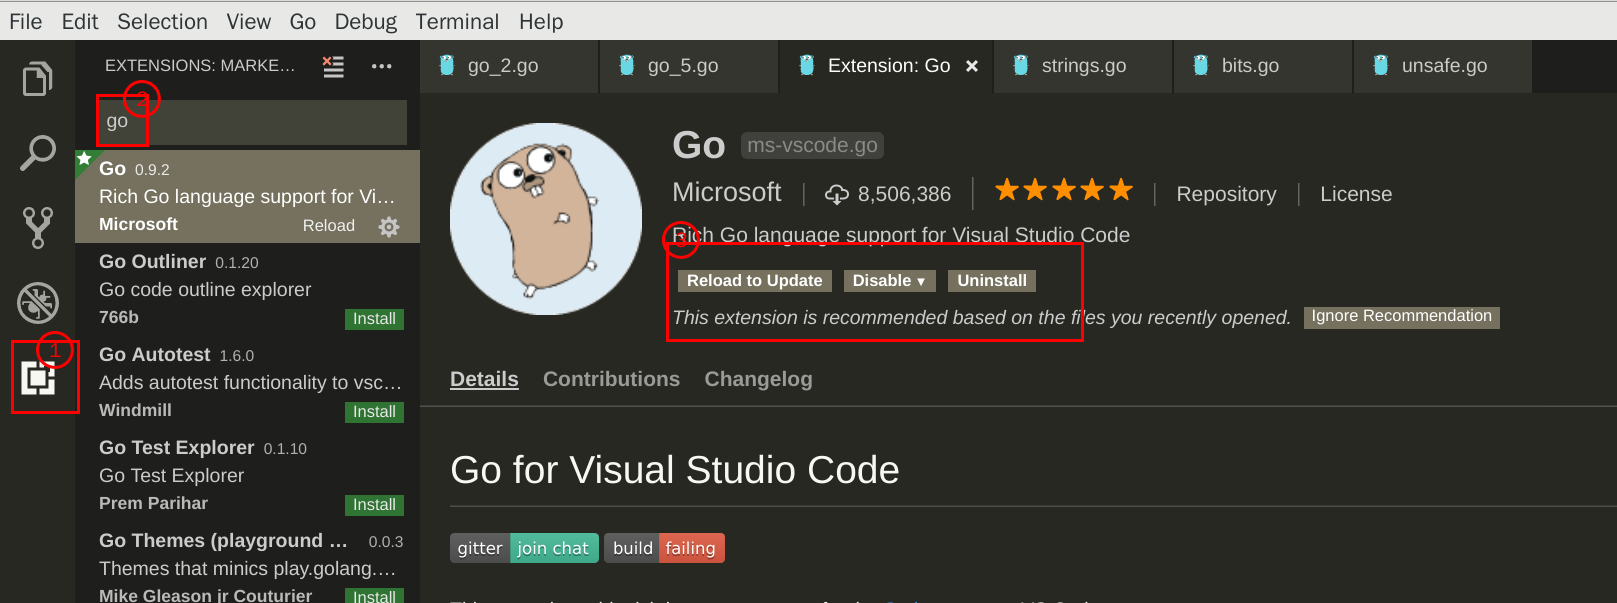 File Edit Selection View Go Debug Terminal Help
EXTENSIONS: MARKE...
go_2.go
go_5.go
Extension: Go ×
strings.go
bits.go
unsafe.go
1
2
go
Go 0.9.2
Rich Go language support for Vi...
Microsoft Reload
Go Outliner 0.1.20
Go code outline explorer
766b Install
Go Autotest 1.6.0
Adds autotest functionality to vsc...
Windmill Install
Go Test Explorer 0.1.10
Go Test Explorer
Prem Parihar Install
Go Themes (playground ... 0.0.3
Themes that minics play.golang....
Mike Gleason jr Couturier Install
Go ms-vscode.go
Microsoft | 8,506,386 | ★★★★★ | Repository | License
3
Rich Go language support for Visual Studio Code
Reload to Update Disable ▼ Uninstall
This extension is recommended based on the files you recently opened. Ignore Recommendation
Details Contributions Changelog
Go for Visual Studio Code
gitter join chat build failing